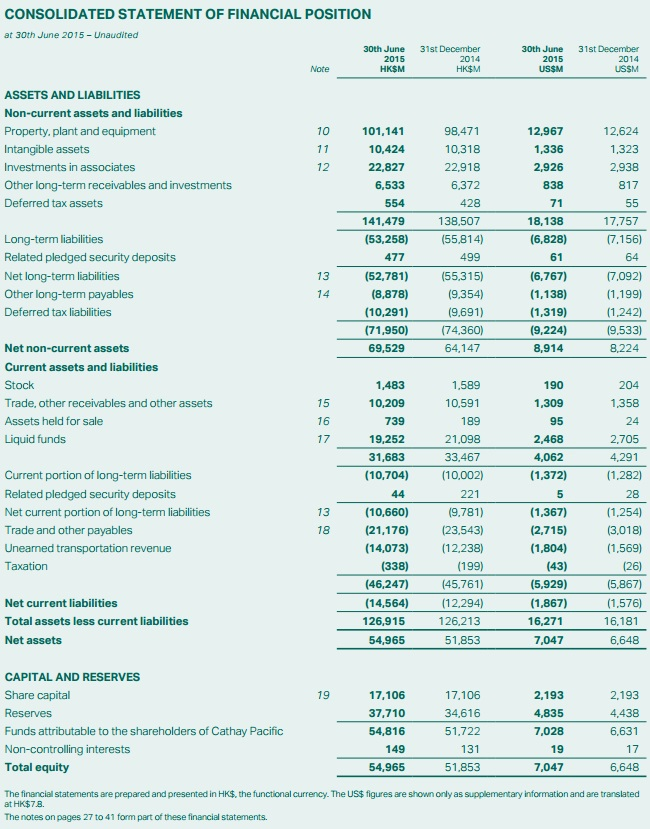 CONSOLIDATED STATEMENT OF FINANCIAL POSITION
at 30th June 2015 – Unaudited
30th June 31st December 30th June 31st December
2015 2014 2015 2014
Note HK$M HK$M US$M US$M
ASSETS AND LIABILITIES
Non-current assets and liabilities
Property, plant and equipment 10 101,141 98,471 12,967 12,624
Intangible assets 11 10,424 10,318 1,336 1,323
Investments in associates 12 22,827 22,918 2,926 2,938
Other long-term receivables and investments 6,533 6,372 838 817
Deferred tax assets 554 428 71 55
141,479 138,507 18,138 17,757
Long-term liabilities (53,258) (55,814) (6,828) (7,156)
Related pledged security deposits 477 499 61 64
Net long-term liabilities 13 (52,781) (55,315) (6,767) (7,092)
Other long-term payables 14 (8,878) (9,354) (1,138) (1,199)
Deferred tax liabilities (10,291) (9,691) (1,319) (1,242)
(71,950) (74,360) (9,224) (9,533)
Net non-current assets 69,529 64,147 8,914 8,224
Current assets and liabilities
Stock 1,483 1,589 190 204
Trade, other receivables and other assets 15 10,209 10,591 1,309 1,358
Assets held for sale 16 739 189 95 24
Liquid funds 17 19,252 21,098 2,468 2,705
31,683 33,467 4,062 4,291
Current portion of long-term liabilities (10,704) (10,002) (1,372) (1,282)
Related pledged security deposits 44 221 5 28
Net current portion of long-term liabilities 13 (10,660) (9,781) (1,367) (1,254)
Trade and other payables 18 (21,176) (23,543) (2,715) (3,018)
Unearned transportation revenue (14,073) (12,238) (1,804) (1,569)
Taxation (338) (199) (43) (26)
(46,247) (45,761) (5,929) (5,867)
Net current liabilities (14,564) (12,294) (1,867) (1,576)
Total assets less current liabilities 126,915 126,213 16,271 16,181
Net assets 54,965 51,853 7,047 6,648
CAPITAL AND RESERVES
Share capital 19 17,106 17,106 2,193 2,193
Reserves 37,710 34,616 4,835 4,438
Funds attributable to the shareholders of Cathay Pacific 54,816 51,722 7,028 6,631
Non-controlling interests 149 131 19 17
Total equity 54,965 51,853 7,047 6,648
The financial statements are prepared and presented in HK$, the functional currency. The US$ figures are shown only as supplementary information and are translated
at HK$7.8.
The notes on pages 27 to 41 form part of these financial statements.